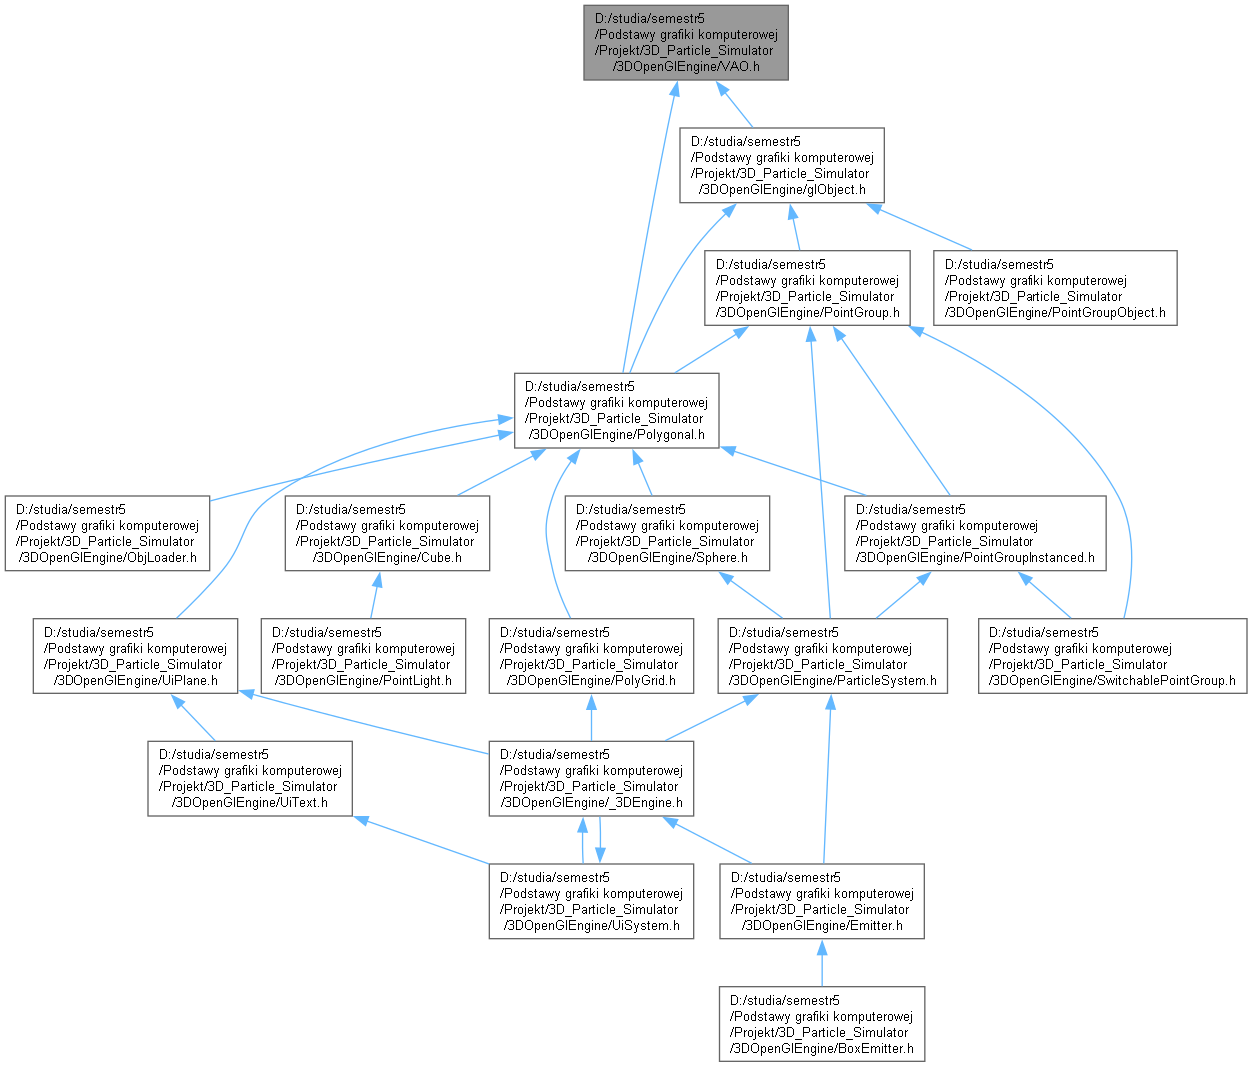 D:/studia/semestr5
/Podstawy grafiki komputerowej
/Projekt/3D_Particle_Simulator
/3DOpenGlEngine/VAO.h
D:/studia/semestr5
/Podstawy grafiki komputerowej
/Projekt/3D_Particle_Simulator
/3DOpenGlEngine/glObject.h
D:/studia/semestr5
/Podstawy grafiki komputerowej
/Projekt/3D_Particle_Simulator
/3DOpenGlEngine/PointGroup.h
D:/studia/semestr5
/Podstawy grafiki komputerowej
/Projekt/3D_Particle_Simulator
/3DOpenGlEngine/PointGroupObject.h
D:/studia/semestr5
/Podstawy grafiki komputerowej
/Projekt/3D_Particle_Simulator
/3DOpenGlEngine/Polygonal.h
D:/studia/semestr5
/Podstawy grafiki komputerowej
/Projekt/3D_Particle_Simulator
/3DOpenGlEngine/ObjLoader.h
D:/studia/semestr5
/Podstawy grafiki komputerowej
/Projekt/3D_Particle_Simulator
/3DOpenGlEngine/Cube.h
D:/studia/semestr5
/Podstawy grafiki komputerowej
/Projekt/3D_Particle_Simulator
/3DOpenGlEngine/Sphere.h
D:/studia/semestr5
/Podstawy grafiki komputerowej
/Projekt/3D_Particle_Simulator
/3DOpenGlEngine/PointGroupInstanced.h
D:/studia/semestr5
/Podstawy grafiki komputerowej
/Projekt/3D_Particle_Simulator
/3DOpenGlEngine/UiPlane.h
D:/studia/semestr5
/Podstawy grafiki komputerowej
/Projekt/3D_Particle_Simulator
/3DOpenGlEngine/PointLight.h
D:/studia/semestr5
/Podstawy grafiki komputerowej
/Projekt/3D_Particle_Simulator
/3DOpenGlEngine/PolyGrid.h
D:/studia/semestr5
/Podstawy grafiki komputerowej
/Projekt/3D_Particle_Simulator
/3DOpenGlEngine/ParticleSystem.h
D:/studia/semestr5
/Podstawy grafiki komputerowej
/Projekt/3D_Particle_Simulator
/3DOpenGlEngine/SwitchablePointGroup.h
D:/studia/semestr5
/Podstawy grafiki komputerowej
/Projekt/3D_Particle_Simulator
/3DOpenGlEngine/UiText.h
D:/studia/semestr5
/Podstawy grafiki komputerowej
/Projekt/3D_Particle_Simulator
/3DOpenGlEngine/_3DEngine.h
D:/studia/semestr5
/Podstawy grafiki komputerowej
/Projekt/3D_Particle_Simulator
/3DOpenGlEngine/UiSystem.h
D:/studia/semestr5
/Podstawy grafiki komputerowej
/Projekt/3D_Particle_Simulator
/3DOpenGlEngine/Emitter.h
D:/studia/semestr5
/Podstawy grafiki komputerowej
/Projekt/3D_Particle_Simulator
/3DOpenGlEngine/BoxEmitter.h